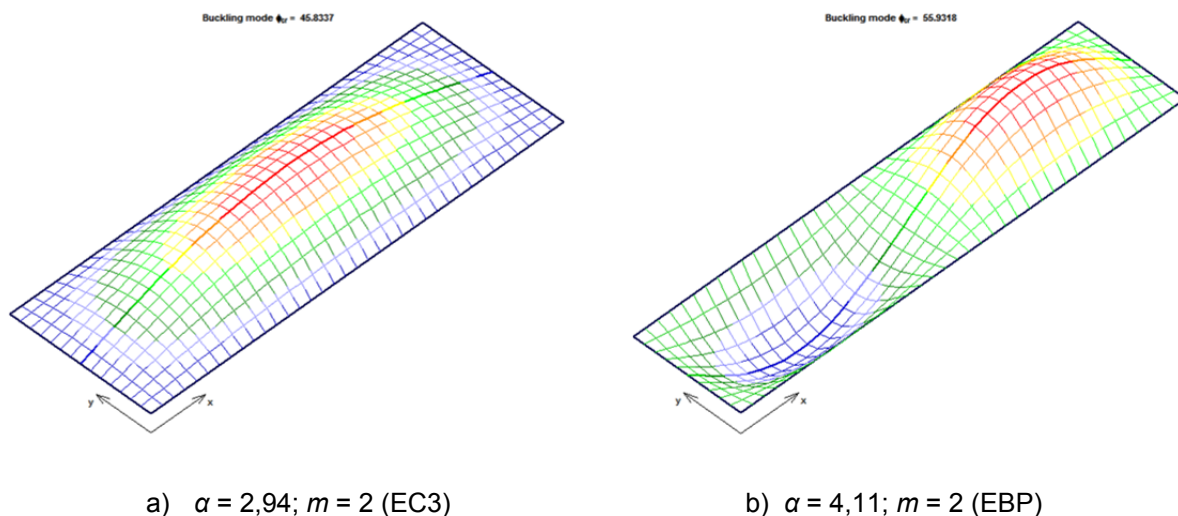 Buckling mode ϕcr = 45.8337
Buckling mode ϕcr = 55.9318
y
x
y
x
a) α = 2,94; m = 2 (EC3)
b) α = 4,11; m = 2 (EBP)